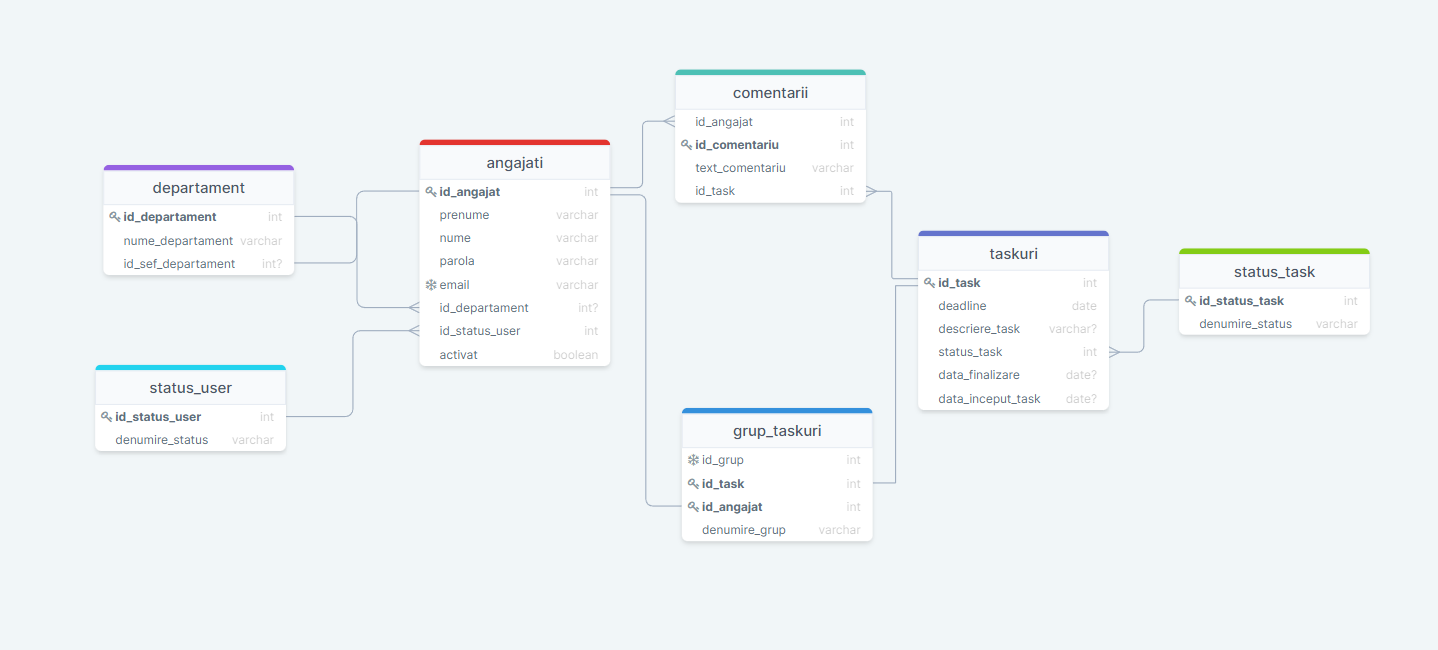 departament
id_departament int
nume_departament varchar
id_sef_departament int?
status_user
id_status_user int
denumire_status varchar
angajati
id_angajat int
prenume varchar
nume varchar
parola varchar
email varchar
id_departament int?
id_status_user int
activat boolean
comentarii
id_angajat int
id_comentariu int
text_comentariu varchar
id_task int
grup_taskuri
id_grup int
id_task int
id_angajat int
denumire_grup varchar
taskuri
id_task int
deadline date
descriere_task varchar?
status_task int
data_finalizare date?
data_inceput_task date?
status_task
id_status_task int
denumire_status varchar